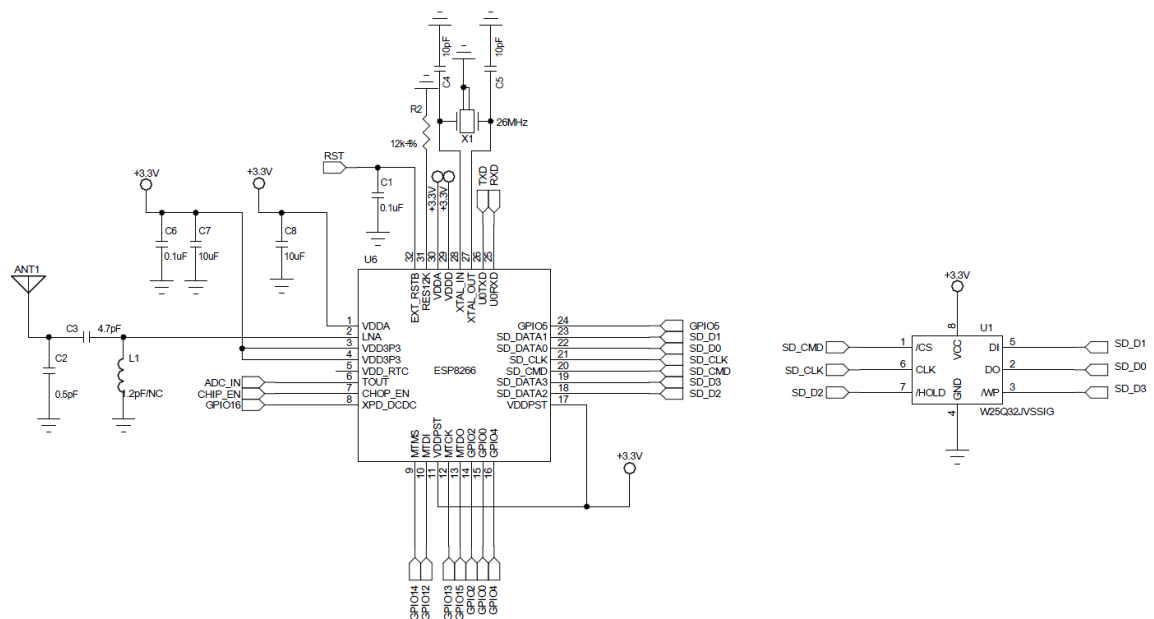 10pF
10pF
C4
C5
R2
X1
26MHz
12k±%
RST
TXD
RXD
+3.3V
+3.3V
+3.3V
+3.3V
C1
0.1uF
C6
0.1uF
C7
10uF
C8
10uF
U6
32
31
30
29
28
27
26
25
EXT_RSTB
RES12K
VDDA
VDDD
XTAL_IN
XTAL_OUT
U0TXD
U0RXD
ANT1
C3
4.7pF
C2
0.5pF
L1
1.2pF/NC
1 VDDA
2 LNA
3 VDD3P3
4 VDD3P3
5 VDD_RTC
ADC_IN 6 TOUT
CHIP_EN 7 CHOP_EN
GPIO16 8 XPD_DCDC
ESP8266
GPIO5 24 GPIO5
SD_DATA1 23 SD_D1
SD_DATA0 22 SD_D0
SD_CLK 21 SD_CLK
SD_CMD 20 SD_CMD
SD_DATA3 19 SD_D3
SD_DATA2 18 SD_D2
VDDPST 17
MTMS
MTDI
VDDPST
MTCK
MTDO
GPIO2
GPIO0
GPIO4
9
10
11
12
13
14
15
16
+3.3V
GPIO14
GPIO12
GPIO13
GPIO15
GPIO2
GPIO0
GPIO4
+3.3V
8
U1
VCC
SD_CMD 1 /CS DI 5 SD_D1
SD_CLK 6 CLK DO 2 SD_D0
SD_D2 7 /HOLD /WP 3 SD_D3
GND
4
W25Q32JVSSIG